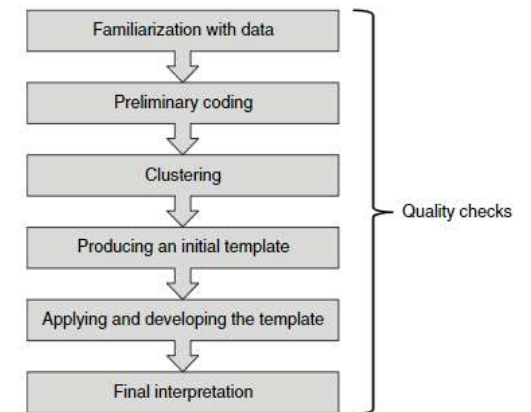 Familiarization with data
Preliminary coding
Clustering
Producing an initial template
Applying and developing the template
Final interpretation
Quality checks